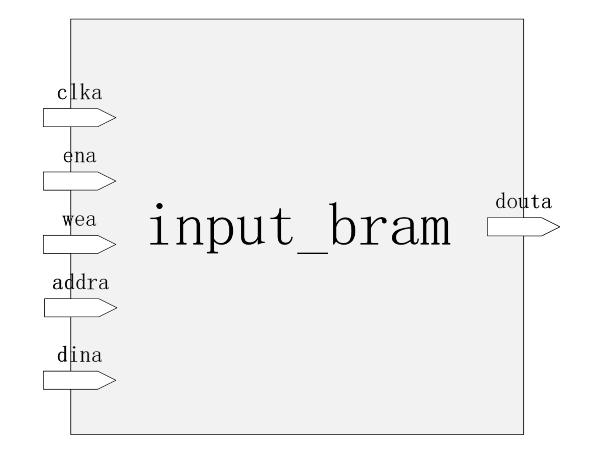 clka
ena
wea
addra
dina
input_bram
douta